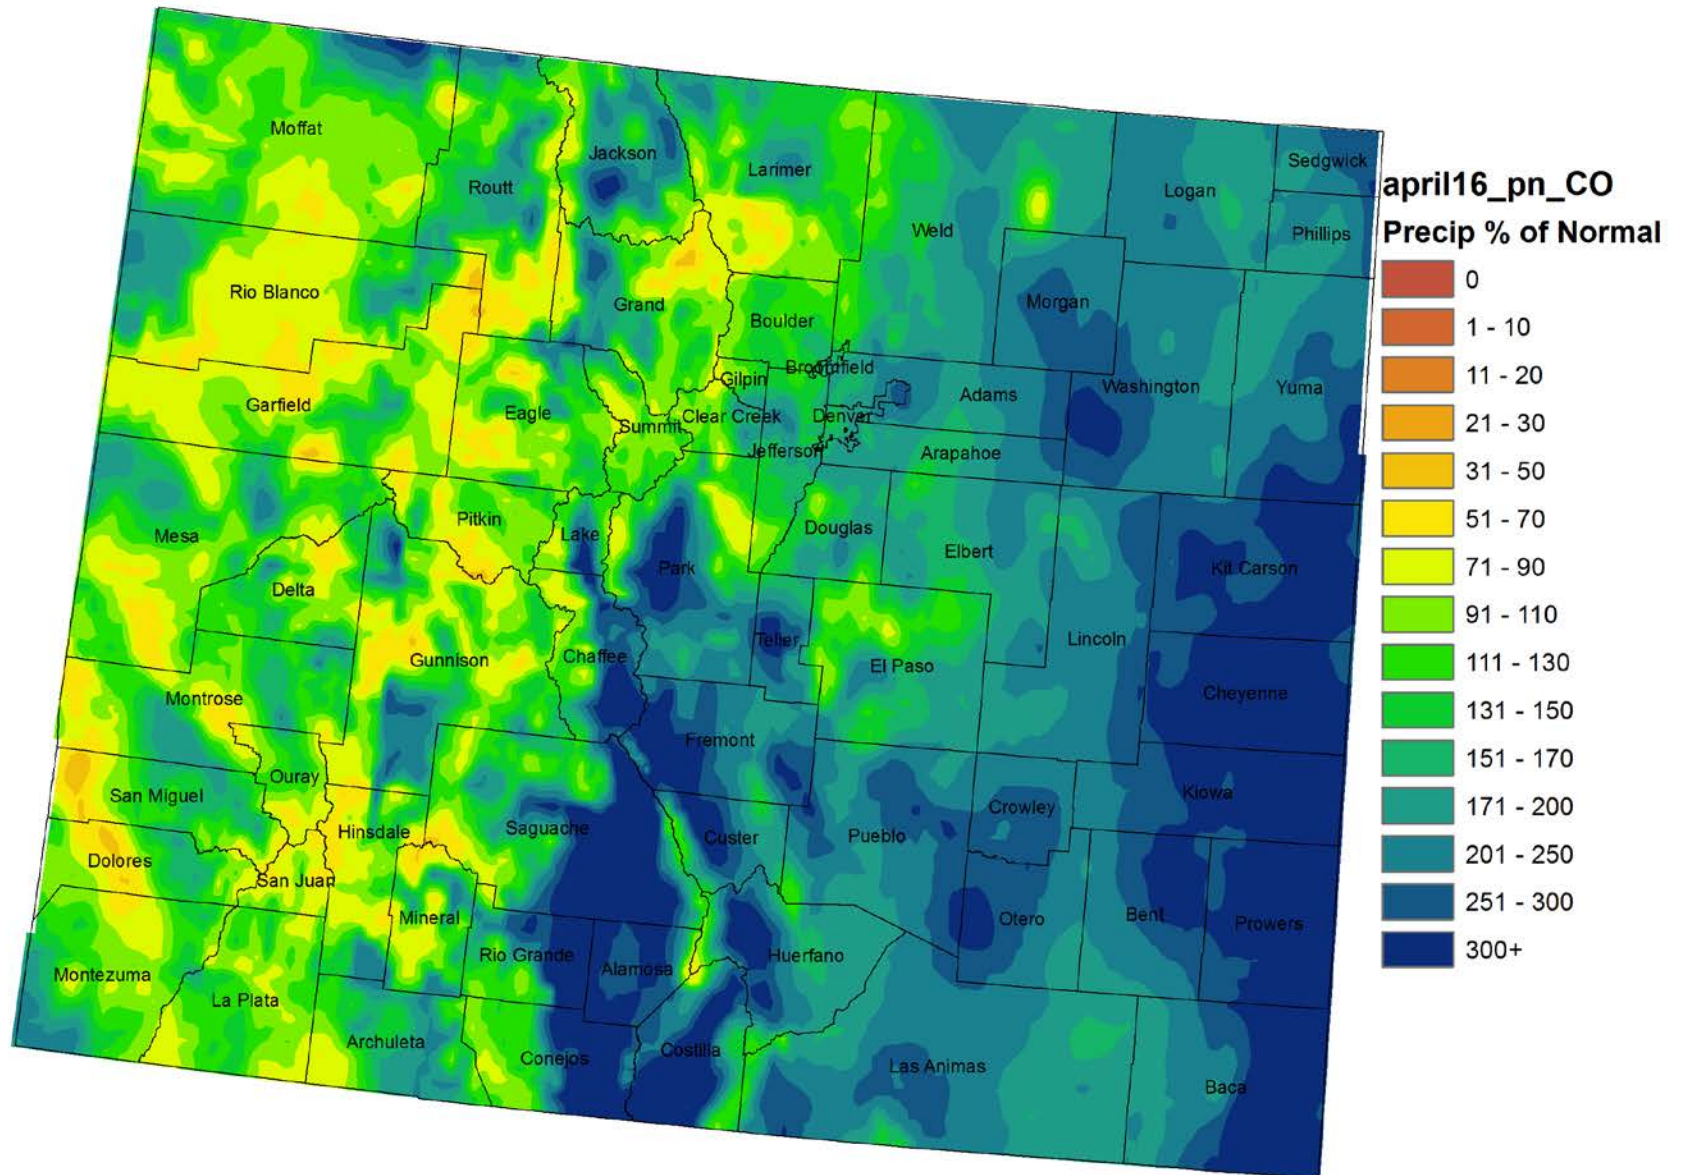 Moffat
Routt
Jackson
Larimer
Weld
Logan
Sedgwick
Phillips
Rio Blanco
Grand
Boulder
Morgan
Garfield
Eagle
Summit
Gilpin
Clear Creek
Broomfield
Denver
Jefferson
Adams
Arapahoe
Washington
Yuma
Mesa
Pitkin
Lake
Park
Douglas
Elbert
Kit Carson
Delta
Gunnison
Chaffee
Teller
El Paso
Lincoln
Cheyenne
Montrose
Ouray
Fremont
Kiowa
San Miguel
Hinsdale
Saguache
Custer
Pueblo
Crowley
Dolores
San Juan
Mineral
Rio Grande
Alamosa
Huerfano
Otero
Bent
Prowers
Montezuma
La Plata
Archuleta
Conejos
Costilla
Las Animas
Baca
april16_pn_CO
Precip % of Normal
0
1 - 10
11 - 20
21 - 30
31 - 50
51 - 70
71 - 90
91 - 110
111 - 130
131 - 150
151 - 170
171 - 200
201 - 250
251 - 300
300+